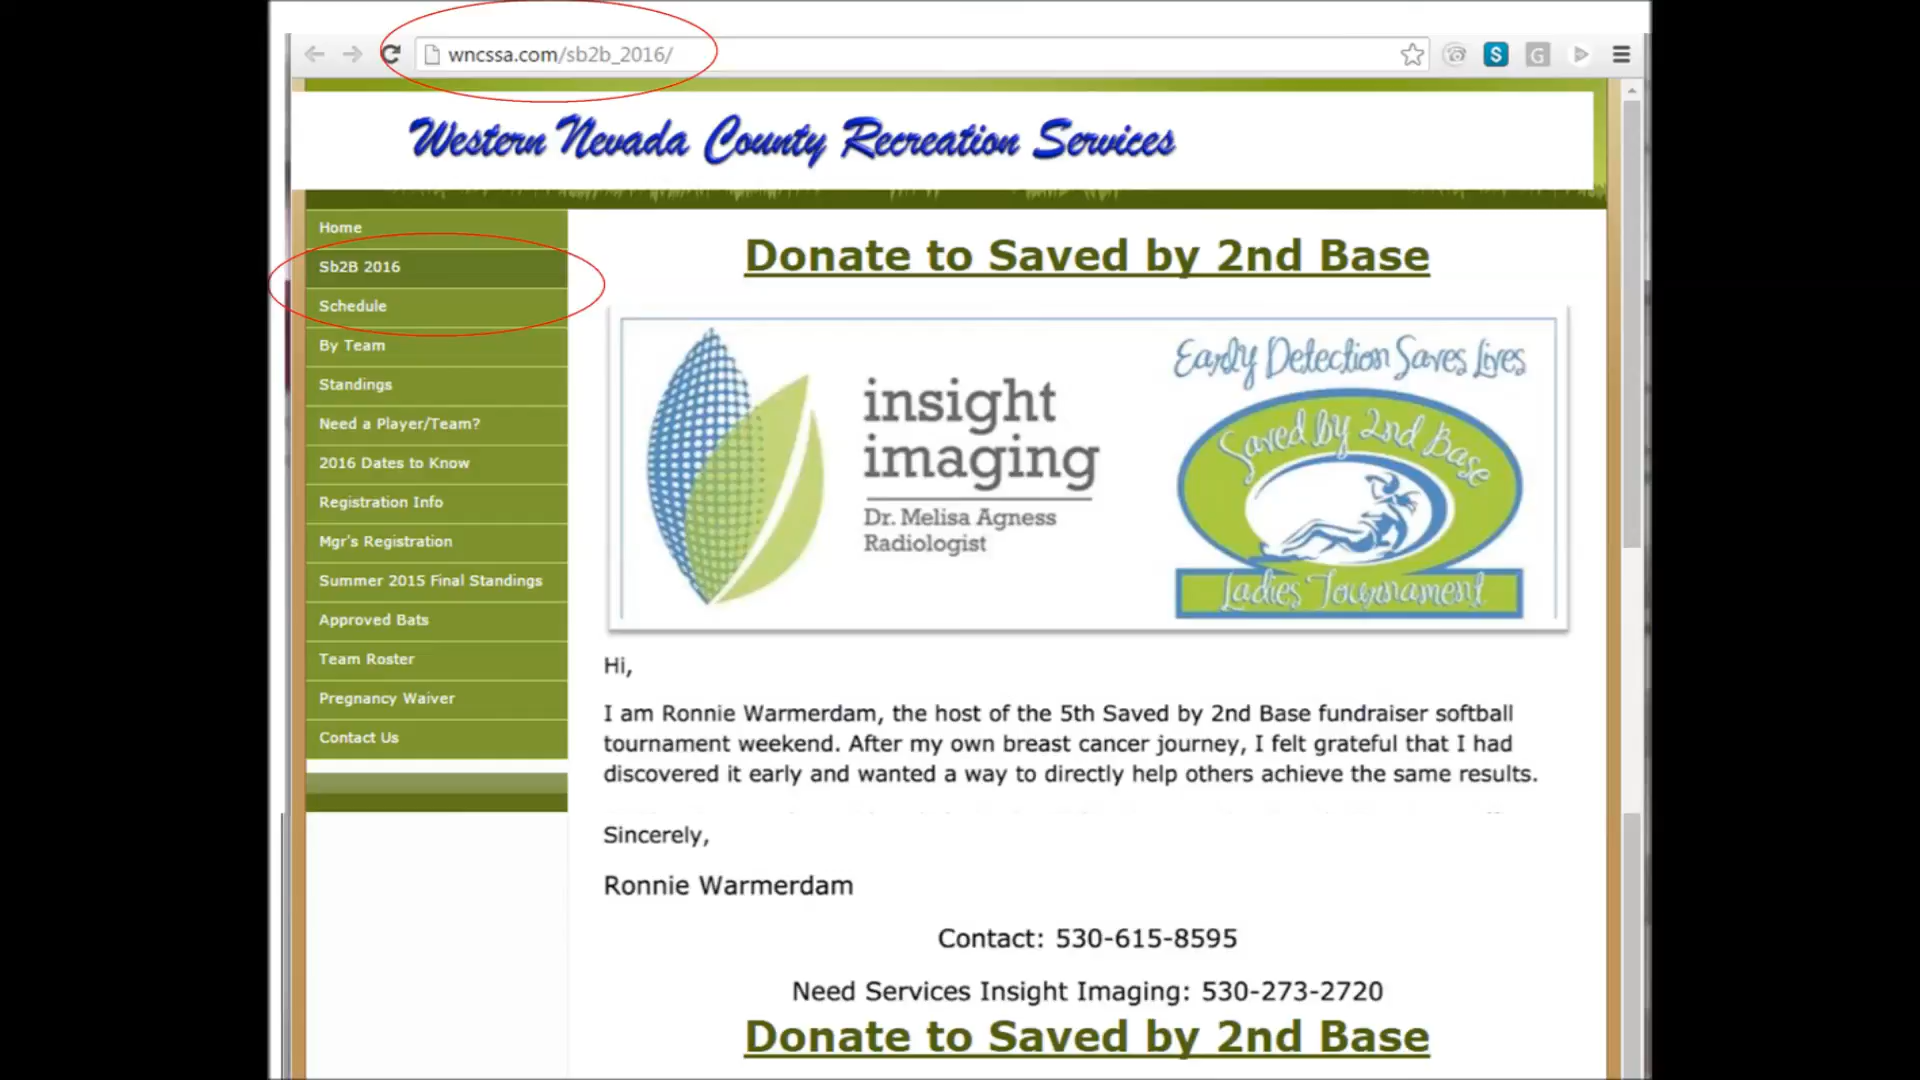 wncssa.com/sb2b_2016/
S
G
Western Nevada County Recreation Services
Home
Sb2B 2016
Schedule
By Team
Standings
Need a Player/Team?
2016 Dates to Know
Registration Info
Mgr's Registration
Summer 2015 Final Standings
Approved Bats
Team Roster
Pregnancy Waiver
Contact Us
Donate to Saved by 2nd Base
insight
imaging
Dr. Melisa Agness
Radiologist
Early Detection Saves Lives
Saved by 2nd Base
Ladies Tournament
Hi,
I am Ronnie Warmerdam, the host of the 5th Saved by 2nd Base fundraiser softball
tournament weekend. After my own breast cancer journey, I felt grateful that I had
discovered it early and wanted a way to directly help others achieve the same results.
Sincerely,
Ronnie Warmerdam
Contact: 530-615-8595
Need Services Insight Imaging: 530-273-2720
Donate to Saved by 2nd Base